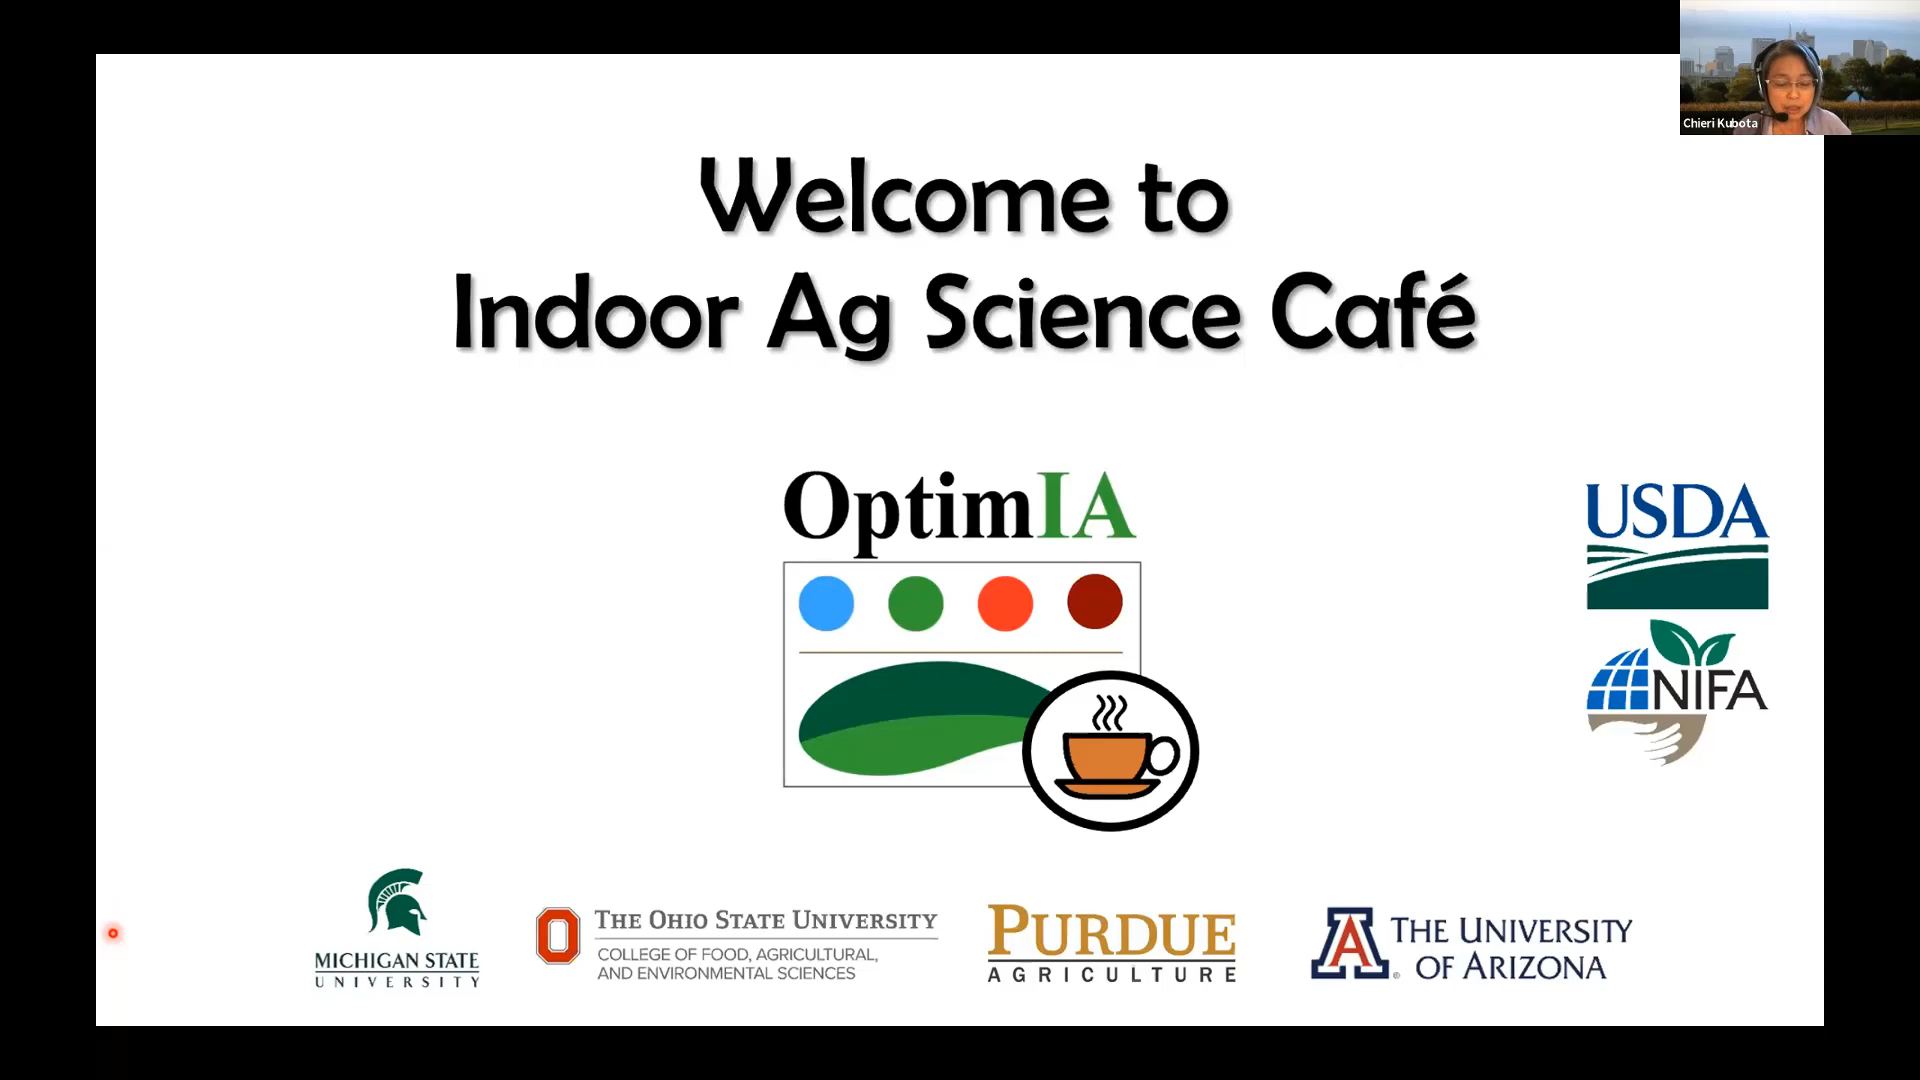 Chieri Kubota
Welcome to
Indoor Ag Science Café
OptimIA
USDA
NIFA
MICHIGAN STATE
UNIVERSITY
THE OHIO STATE UNIVERSITY
COLLEGE OF FOOD, AGRICULTURAL,
AND ENVIRONMENTAL SCIENCES
PURDUE
AGRICULTURE
A
®
THE UNIVERSITY
OF ARIZONA